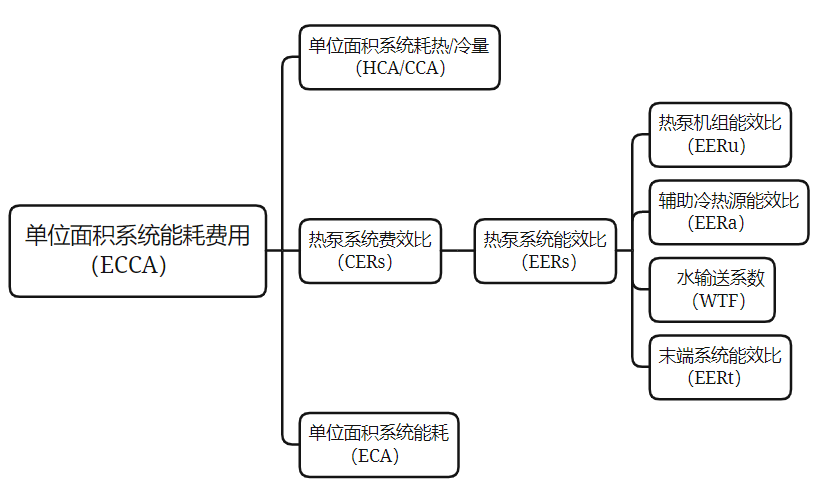 单位面积系统耗热/冷量
（HCA/CCA）
热泵机组能效比
（EERu）
辅助冷热源能效比
（EERa）
单位面积系统能耗费用
（ECCA）
热泵系统费效比
（CERs）
热泵系统能效比
（EERs）
水输送系数
（WTF）
末端系统能效比
（EERt）
单位面积系统能耗
（ECA）